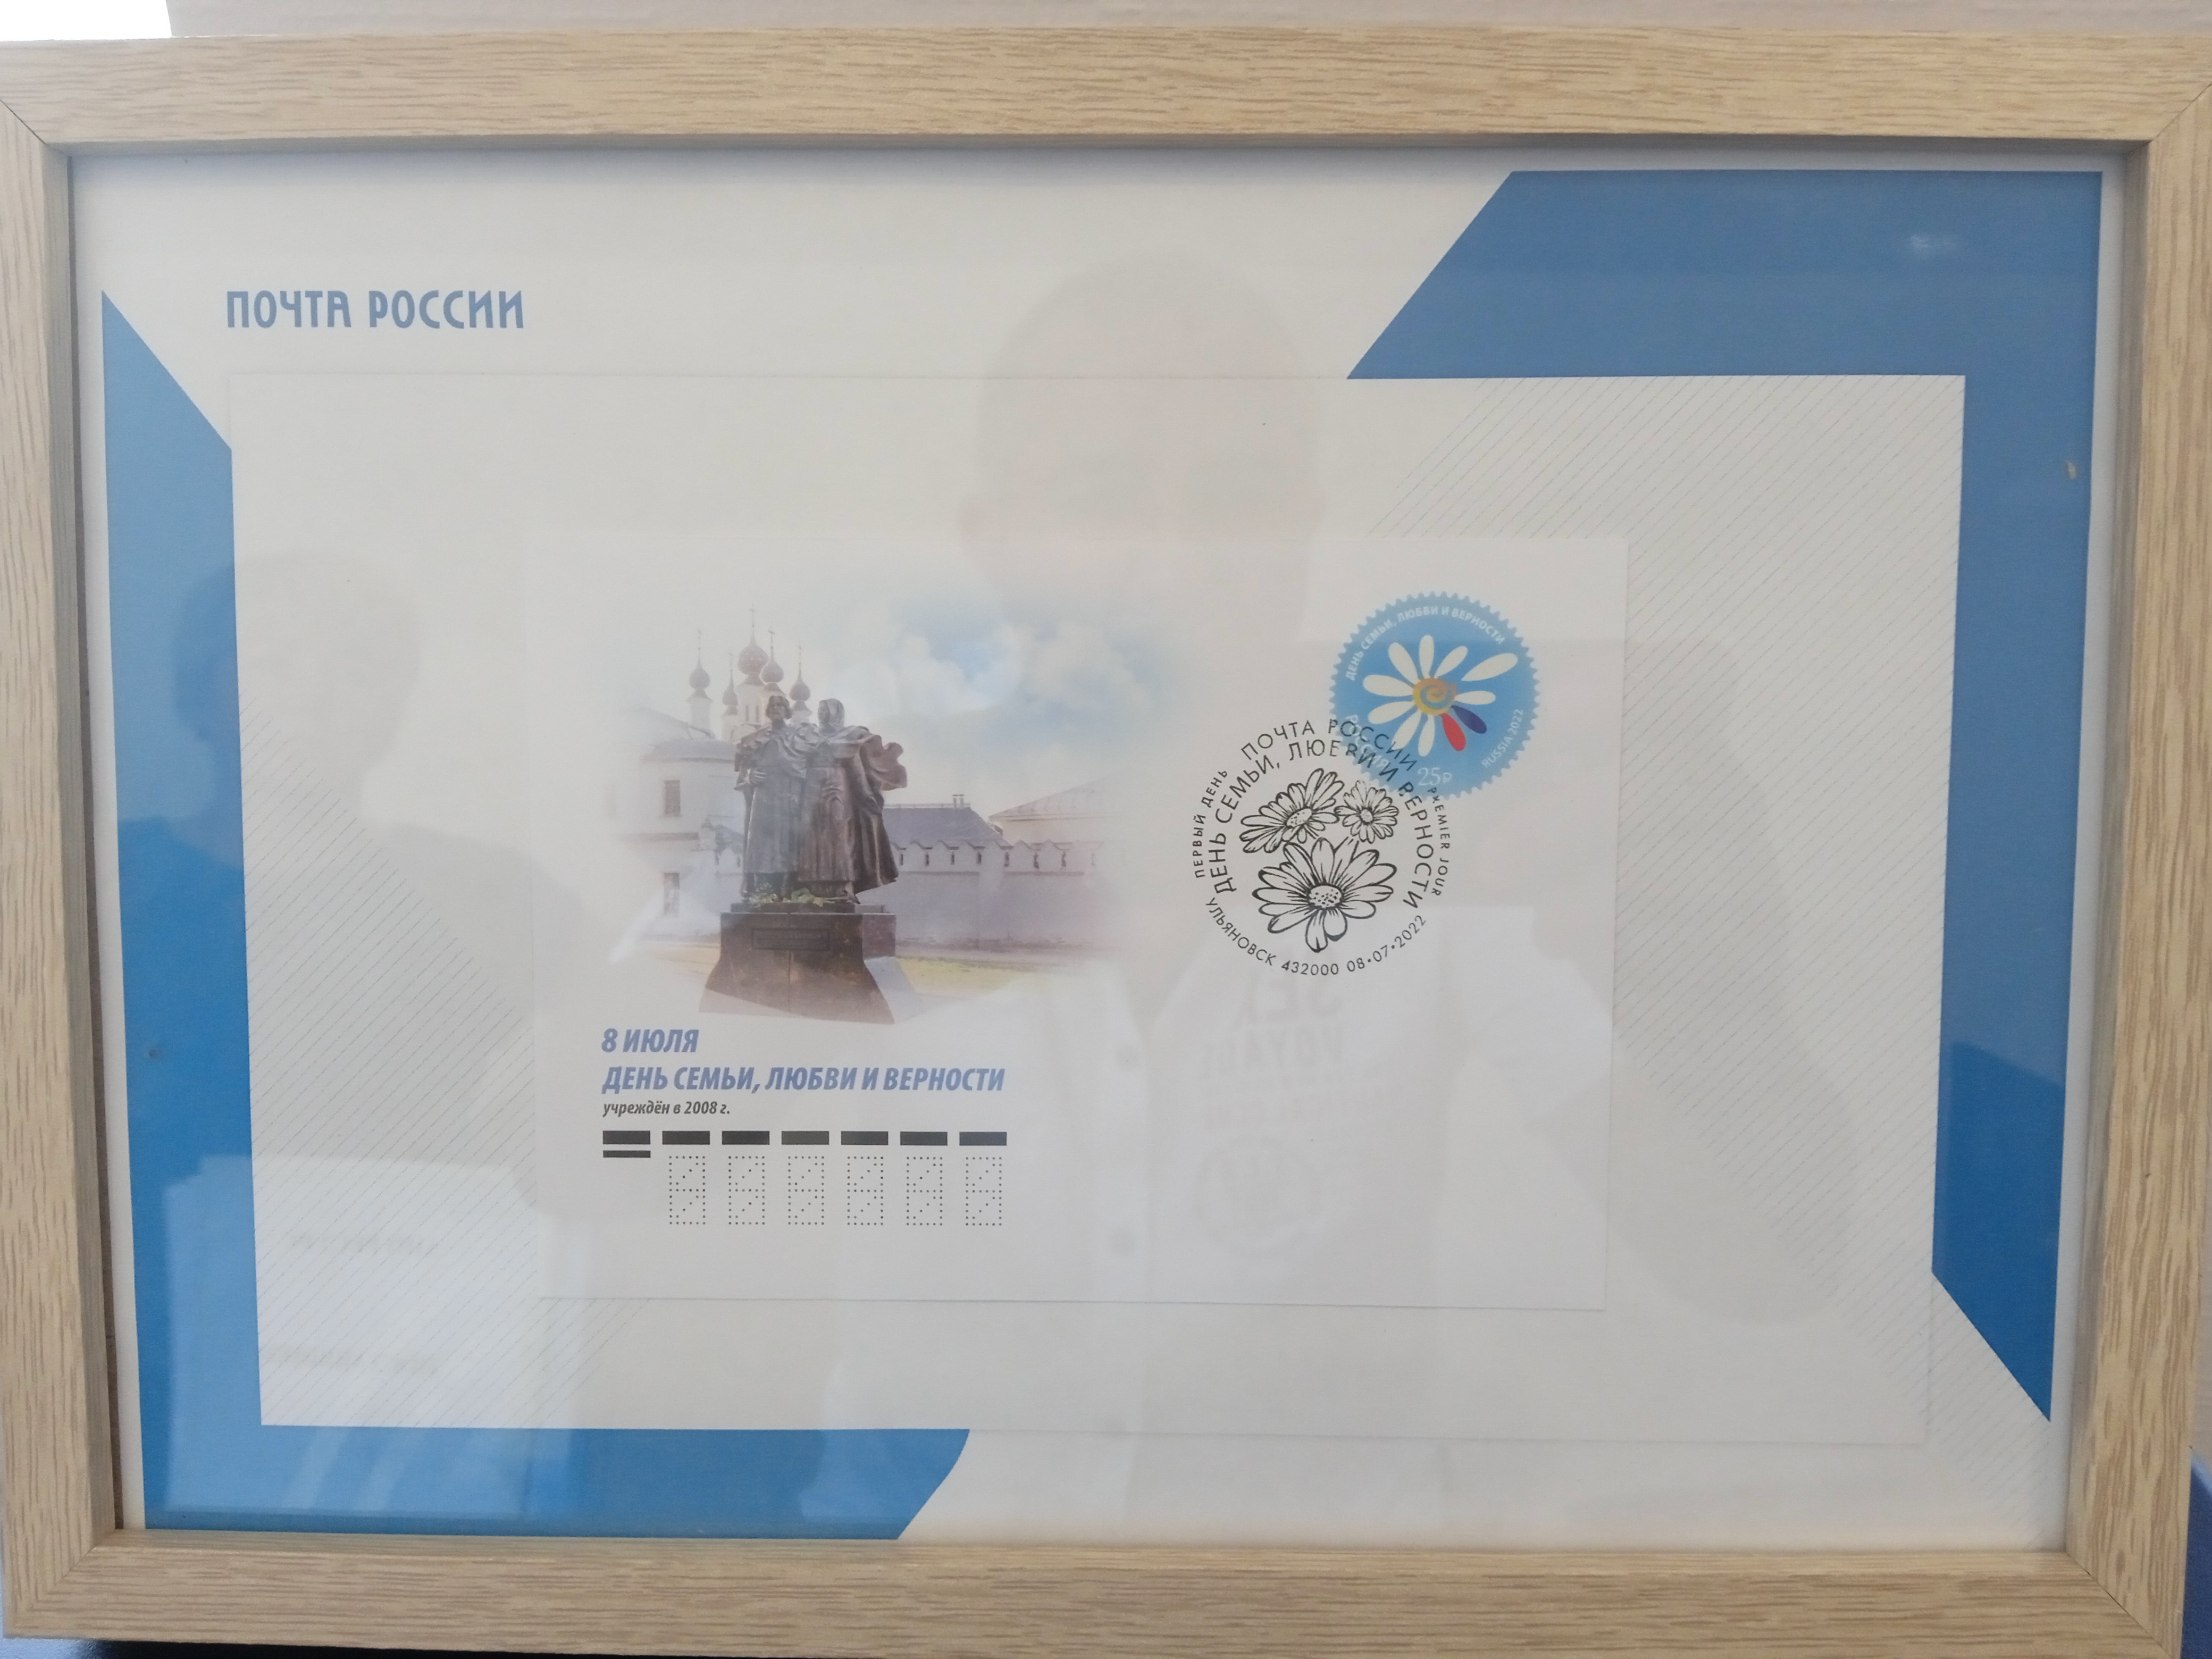 ПОЧТА РОССИИ
ДЕНЬ СЕМЬИ, ЛЮБВИ И ВЕРНОСТИ
RUSSIA 2022
25₽
ПОЧТА РОССИИ
ПЕРВЫЙ ДЕНЬ
PREMIER JOUR
ДЕНЬ СЕМЬИ, ЛЮБВИ И ВЕРНОСТИ
УЛЬЯНОВСК 432000 08•07•2022
8 ИЮЛЯ
ДЕНЬ СЕМЬИ, ЛЮБВИ И ВЕРНОСТИ
учреждён в 2008 г.